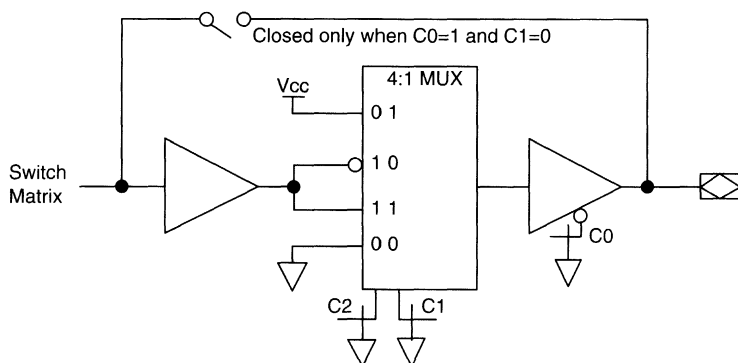 Closed only when C0=1 and C1=0
4:1 MUX
Vcc
0 1
1 0
Switch
Matrix
1 1
0 0
C0
C2
C1